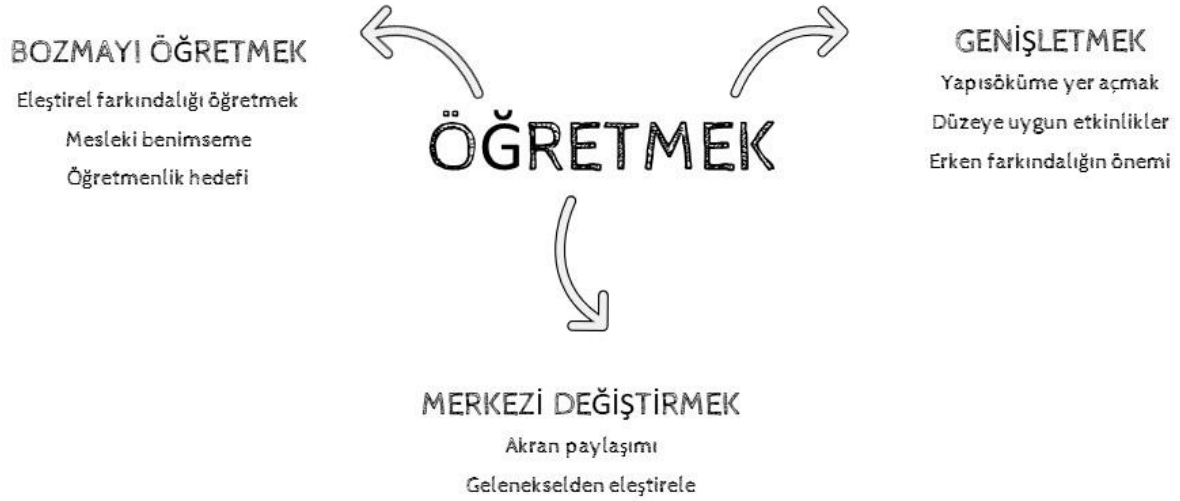 BOZMAYI ÖĞRETMEK
Eleştirel farkındalığı öğretmek
Mesleki benimseme
Öğretmenlik hedefi
ÖĞRETMEK
GENİŞLETMEK
Yapısöküme yer açmak
Düzeye uygun etkinlikler
Erken farkındalığın önemi
MERKEZİ DEĞİŞTİRMEK
Akran paylaşımı
Gelenekselden eleştirele